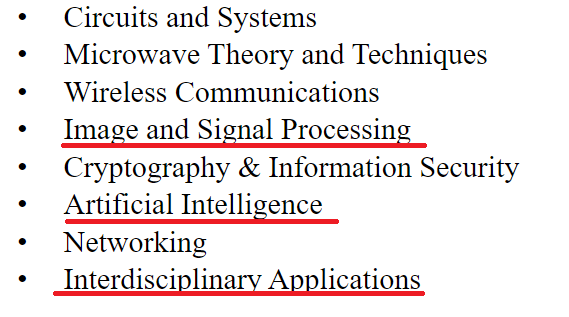 • Circuits and Systems
• Microwave Theory and Techniques
• Wireless Communications
• Image and Signal Processing
• Cryptography & Information Security
• Artificial Intelligence
• Networking
• Interdisciplinary Applications